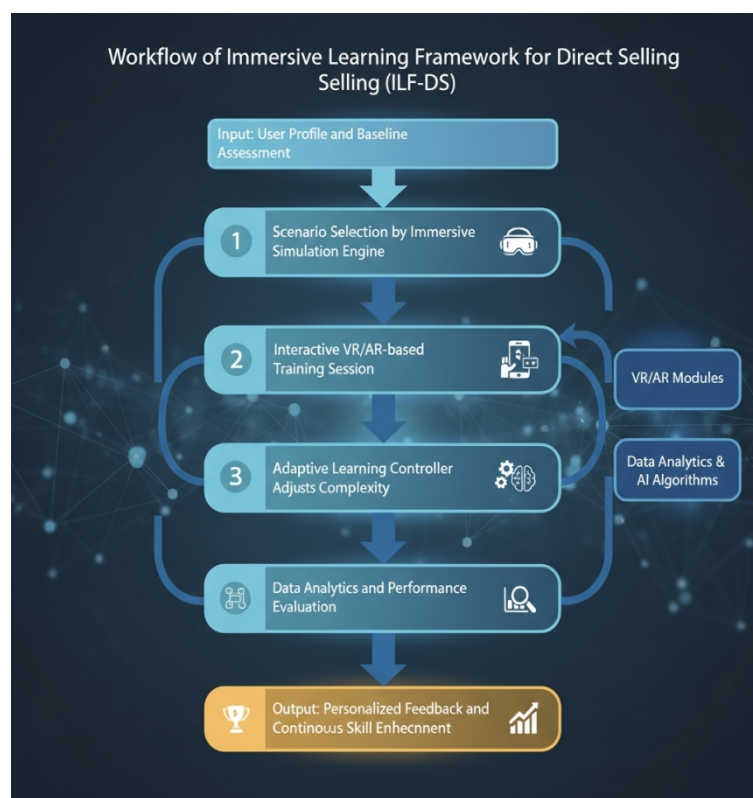 Workflow of Immersive Learning Framework for Direct Selling
Selling (ILF-DS)
Input: User Profile and Baseline
Assessment
1
Scenario Selection by Immersive
Simulation Engine
2
Interactive VR/AR-based
Training Session
VR/AR Modules
3
Adaptive Learning Controller
Adjusts Complexity
Data Analytics &
AI Algorithms
Data Analytics and Performance
Evaluation
Output: Personalized Feedback and
Continous Skill Enhecnnent